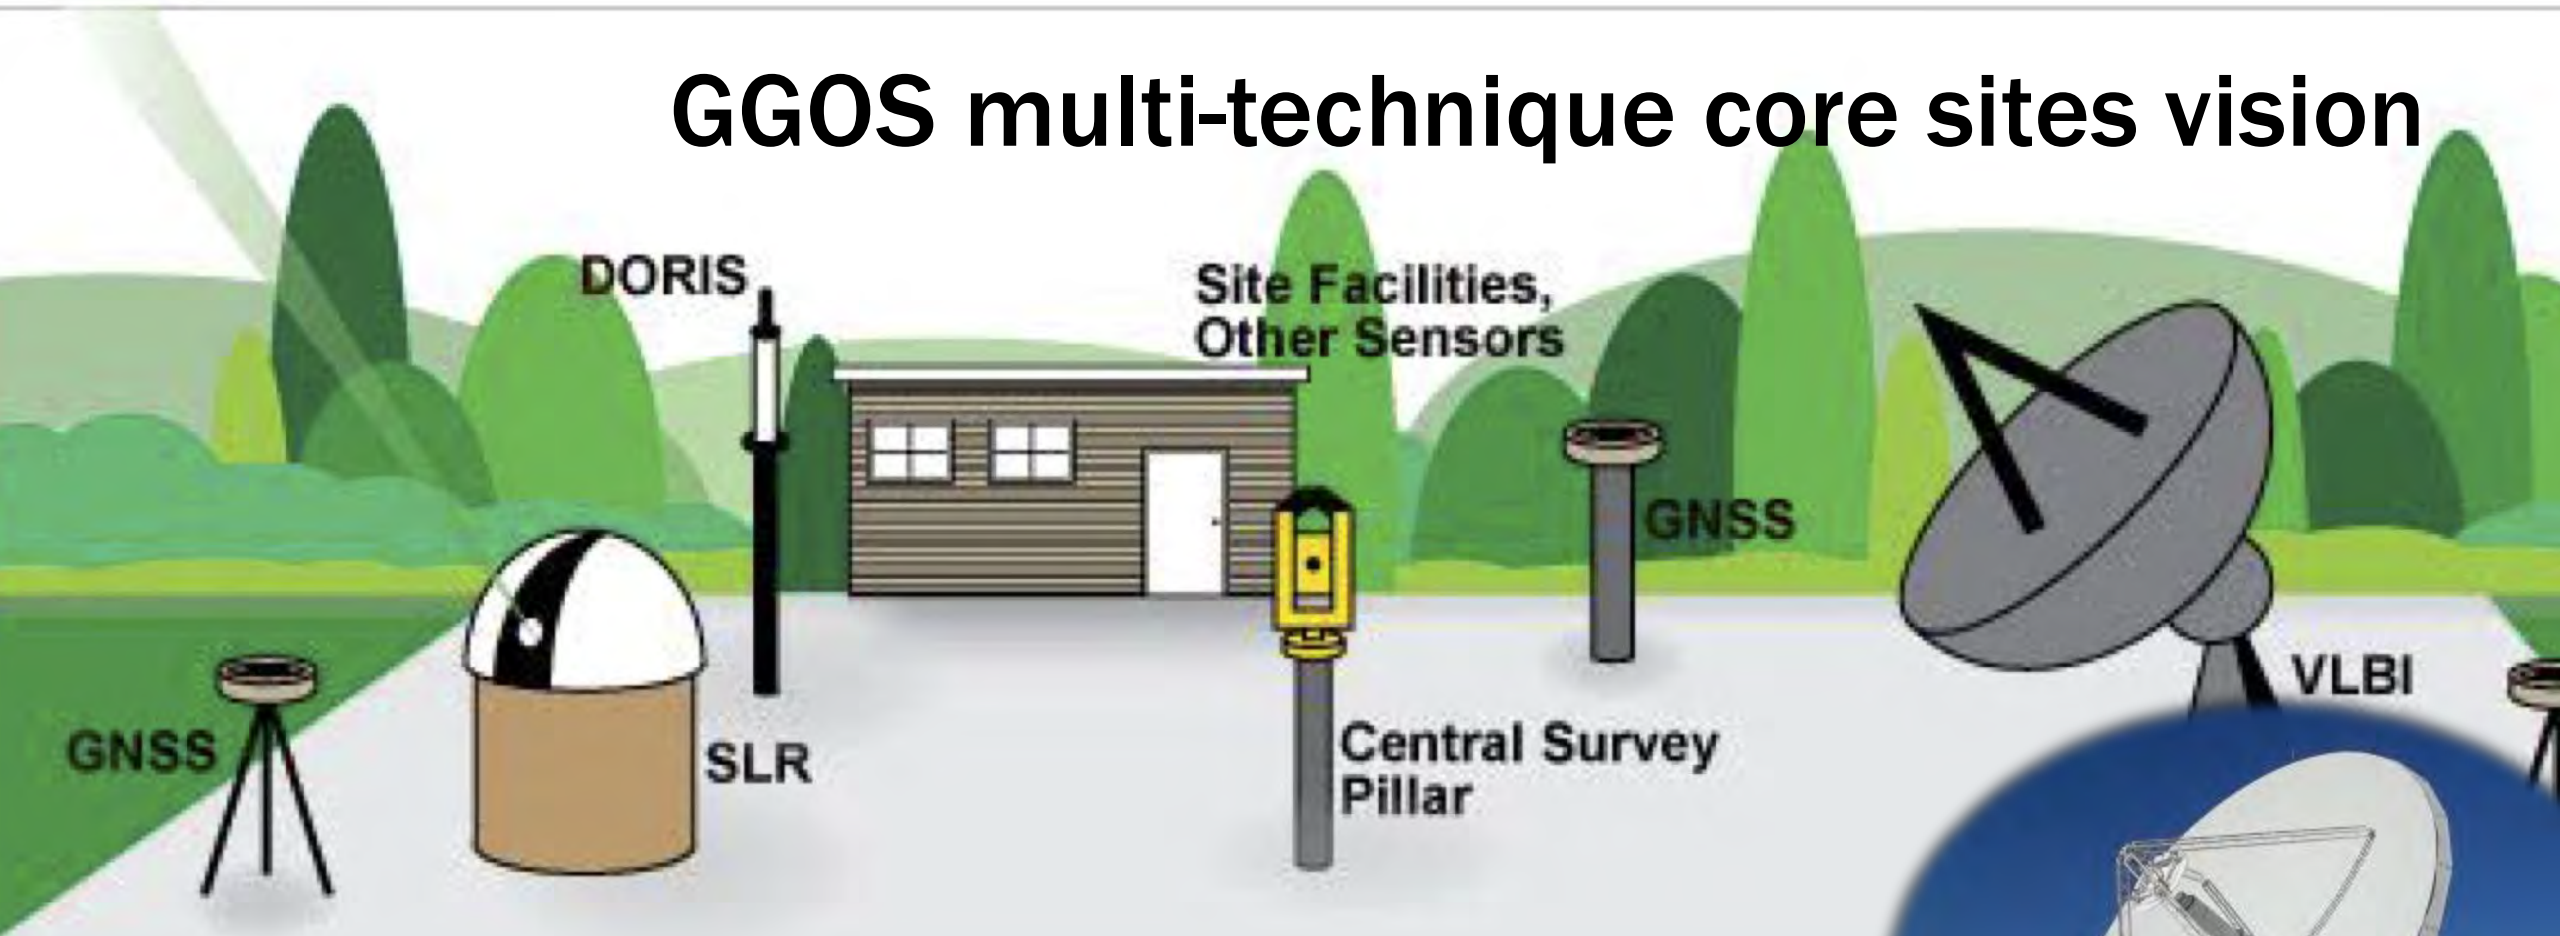 GGOS multi-technique core sites vision
DORIS
Site Facilities,
Other Sensors
GNSS
VLBI
GNSS
SLR
Central Survey
Pillar